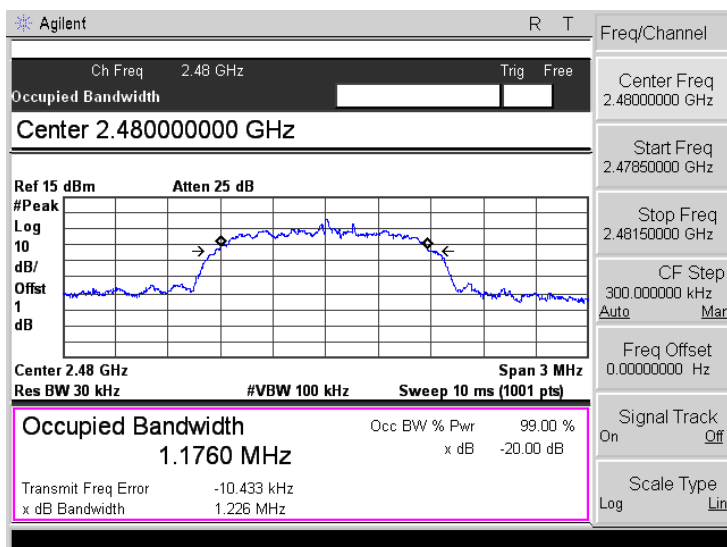 Agilent R T
Ch Freq 2.48 GHz Trig Free
Occupied Bandwidth
Center 2.480000000 GHz
Ref 15 dBm Atten 25 dB
#Peak
Log
10
dB/
Offst
1
dB
Center 2.48 GHz Span 3 MHz
Res BW 30 kHz #VBW 100 kHz Sweep 10 ms (1001 pts)
Occupied Bandwidth Occ BW % Pwr 99.00 %
1.1760 MHz x dB -20.00 dB
Transmit Freq Error -10.433 kHz
x dB Bandwidth 1.226 MHz
Freq/Channel
Center Freq
2.48000000 GHz
Start Freq
2.47850000 GHz
Stop Freq
2.48150000 GHz
CF Step
300.000000 kHz
Auto Man
Freq Offset
0.00000000 Hz
Signal Track
On Off
Scale Type
Log Lin